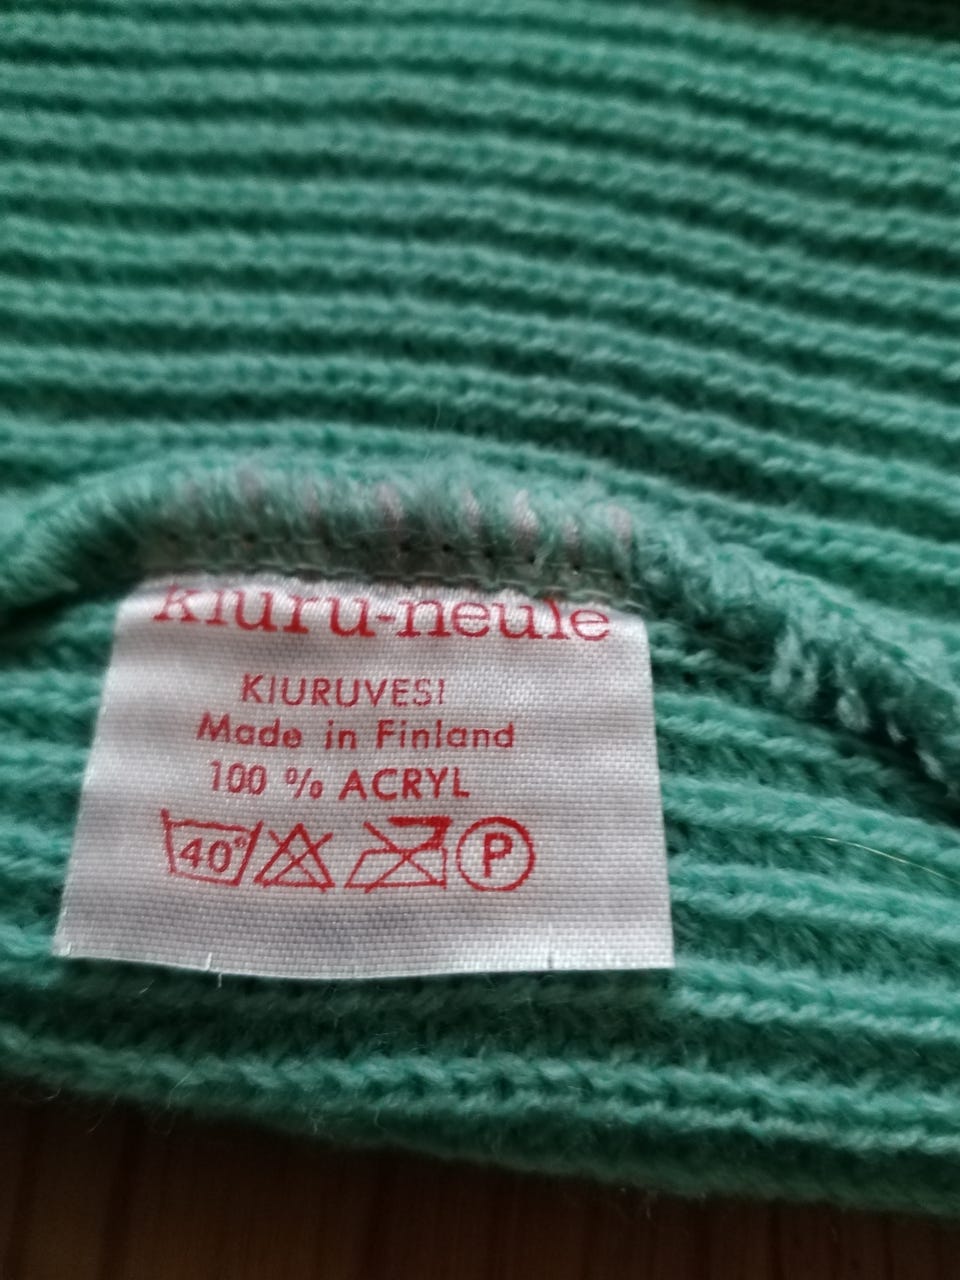 kiuru-neule
KIURUVESI
Made in Finland
100 % ACRYL
40° P